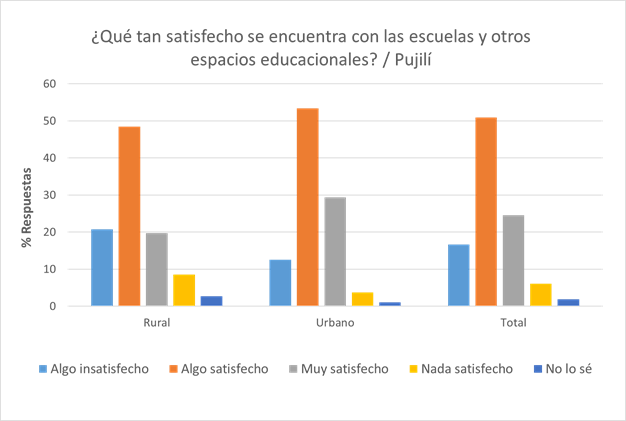 ¿Qué tan satisfecho se encuentra con las escuelas y otros
espacios educacionales? / Pujilí
60
50
40
30
20
10
0
% Respuestas
Rural Urbano Total
Algo insatisfecho Algo satisfecho Muy satisfecho Nada satisfecho No lo sé